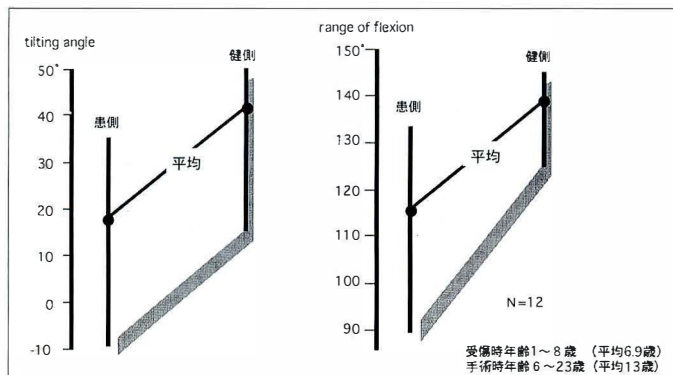 tilting angle
50°
40
30
20
10
0
-10
患側
健側
平均
range of flexion
150°
140
130
120
110
100
90
患側
健側
平均
N=12
受傷時年齢1～8歳 （平均6.9歳）
手術時年齢6～23歳（平均13歳）